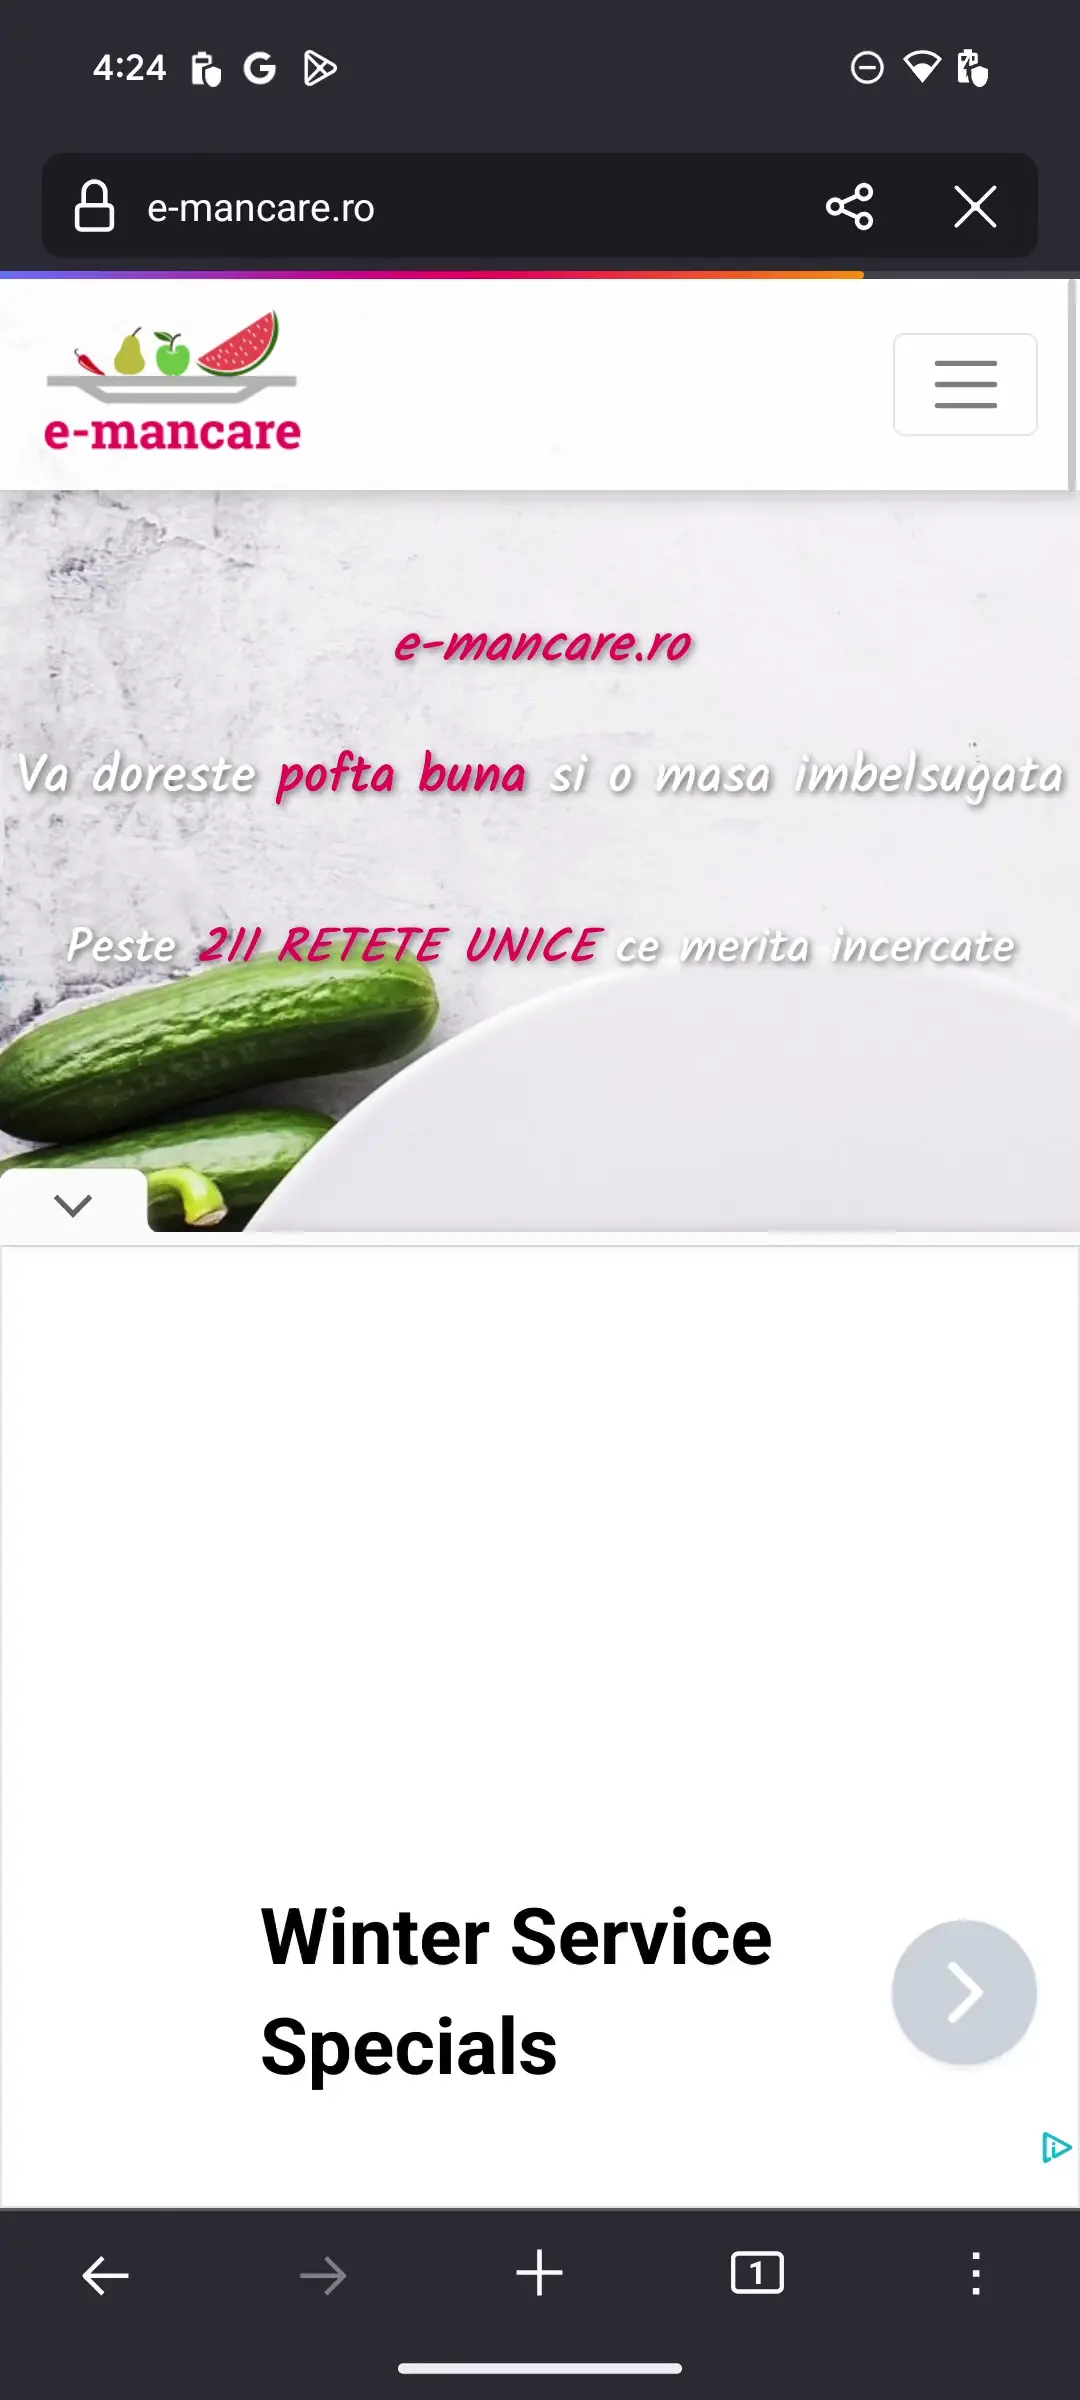 4:24
e-mancare.ro
e-mancare
e-mancare.ro
Va doreste pofta buna si o masa imbelsugata
Peste 211 RETETE UNICE ce merita incercate
Winter Service
Specials
1